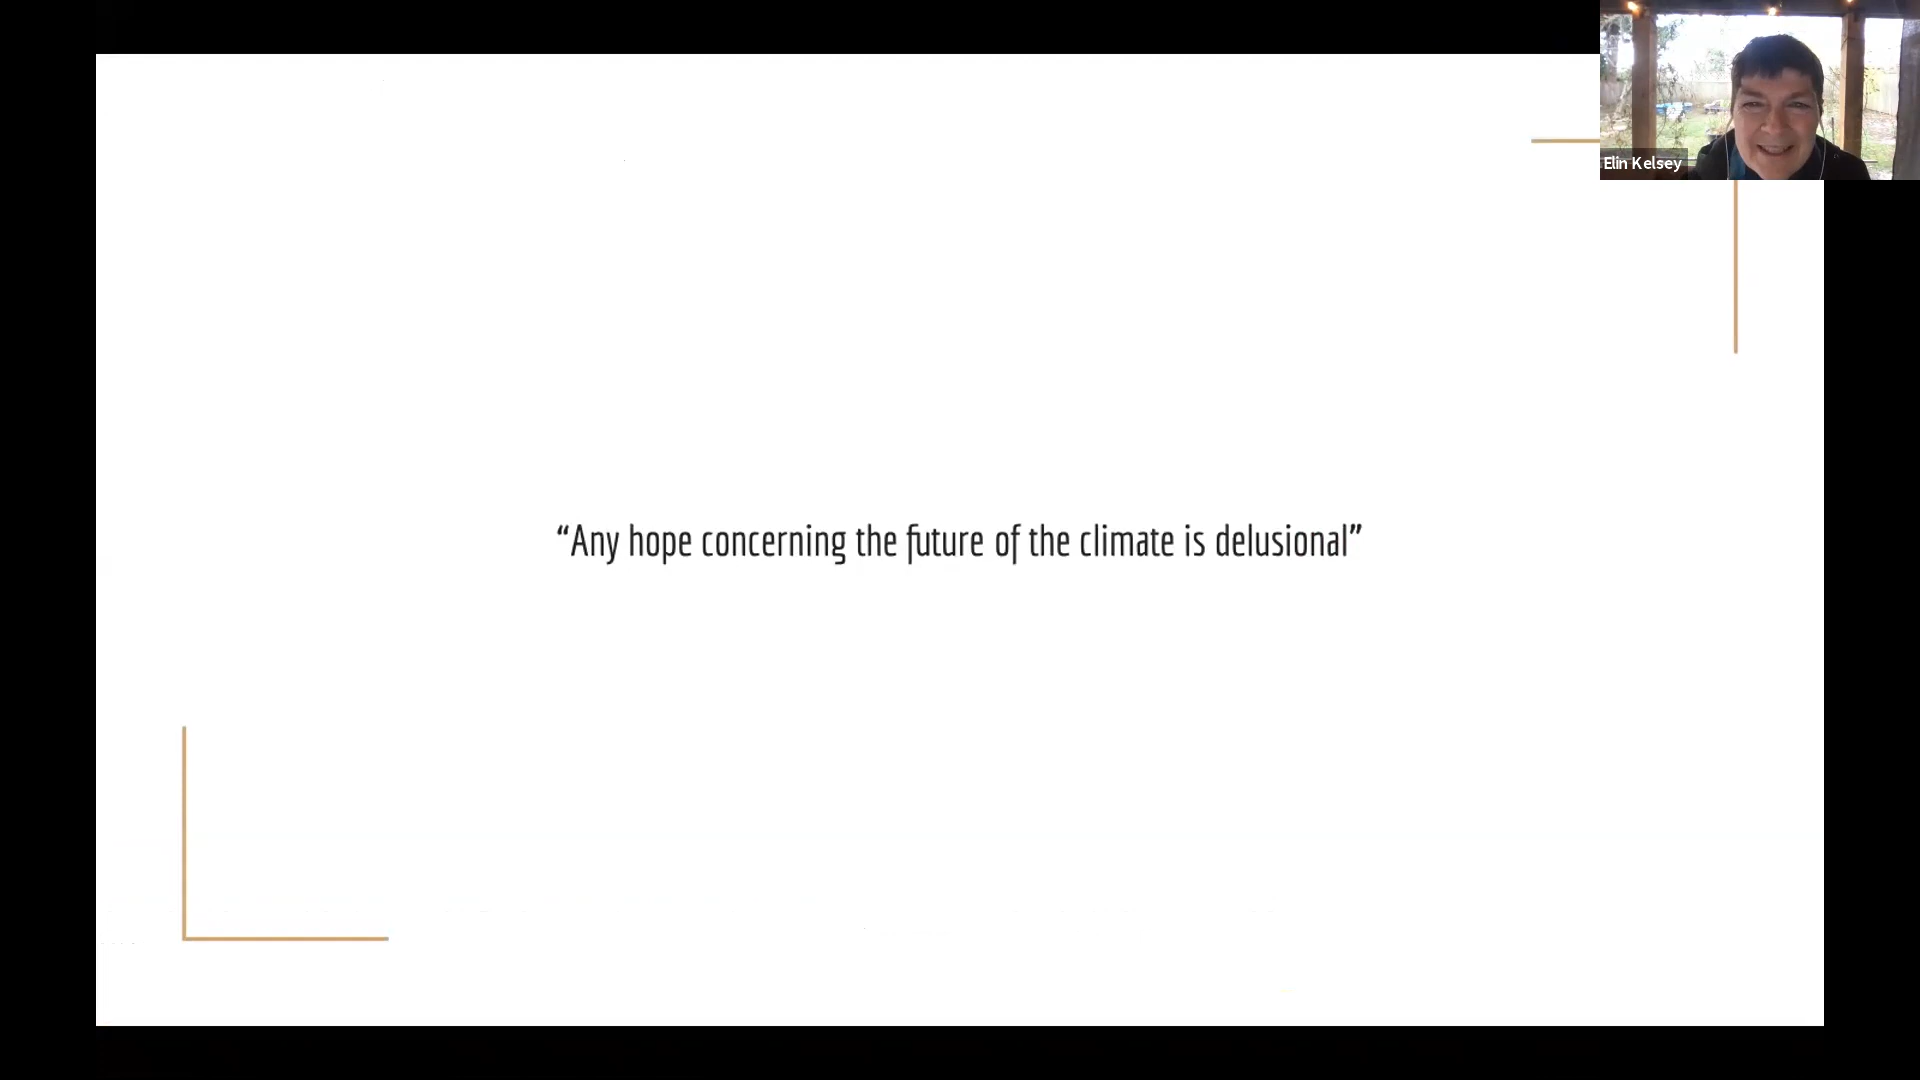 Elin Kelsey
“Any hope concerning the future of the climate is delusional”